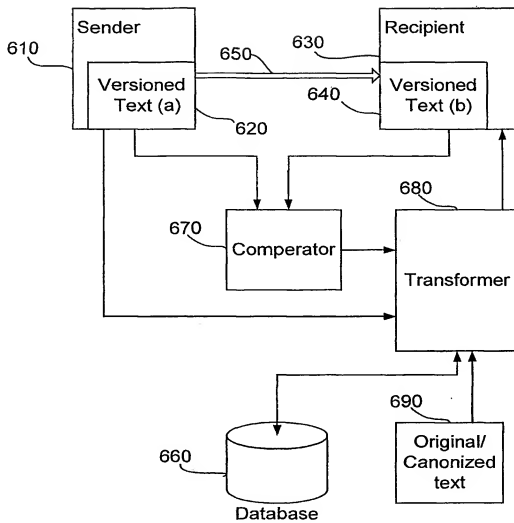 Sender
610
Versioned
Text (a)
620
650
Recipient
630
Versioned
Text (b)
640
670
Comperator
680
Transformer
660
Database
690
Original/
Canonized
text